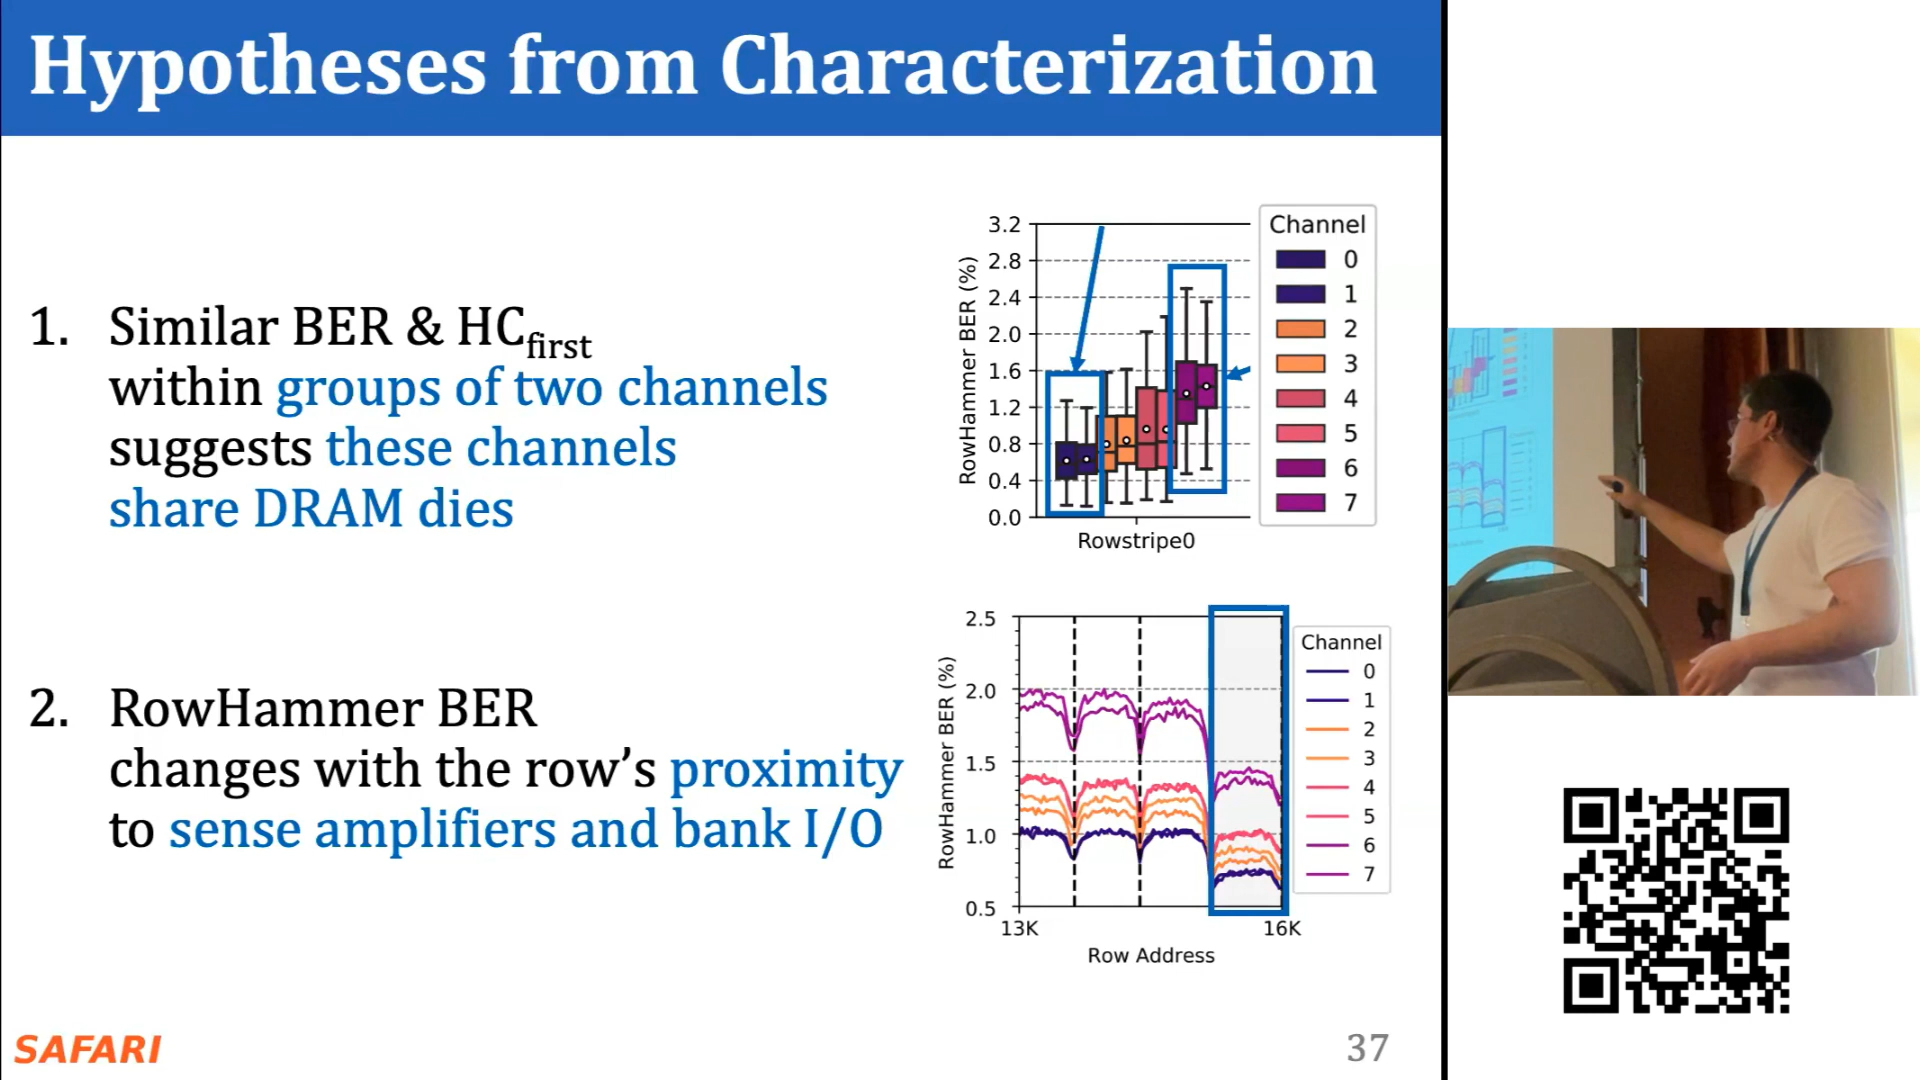 Hypotheses from Characterization
1. Similar BER & HCfirst
within groups of two channels
suggests these channels
share DRAM dies
RowHammer BER (%)
3.2
2.8
2.4
2.0
1.6
1.2
0.8
0.4
0.0
Rowstripe0
Channel
0
1
2
3
4
5
6
7
2. RowHammer BER
changes with the row’s proximity
to sense amplifiers and bank I/O
RowHammer BER (%)
2.5
2.0
1.5
1.0
0.5
13K
16K
Row Address
Channel
0
1
2
3
4
5
6
7
SAFARI
37